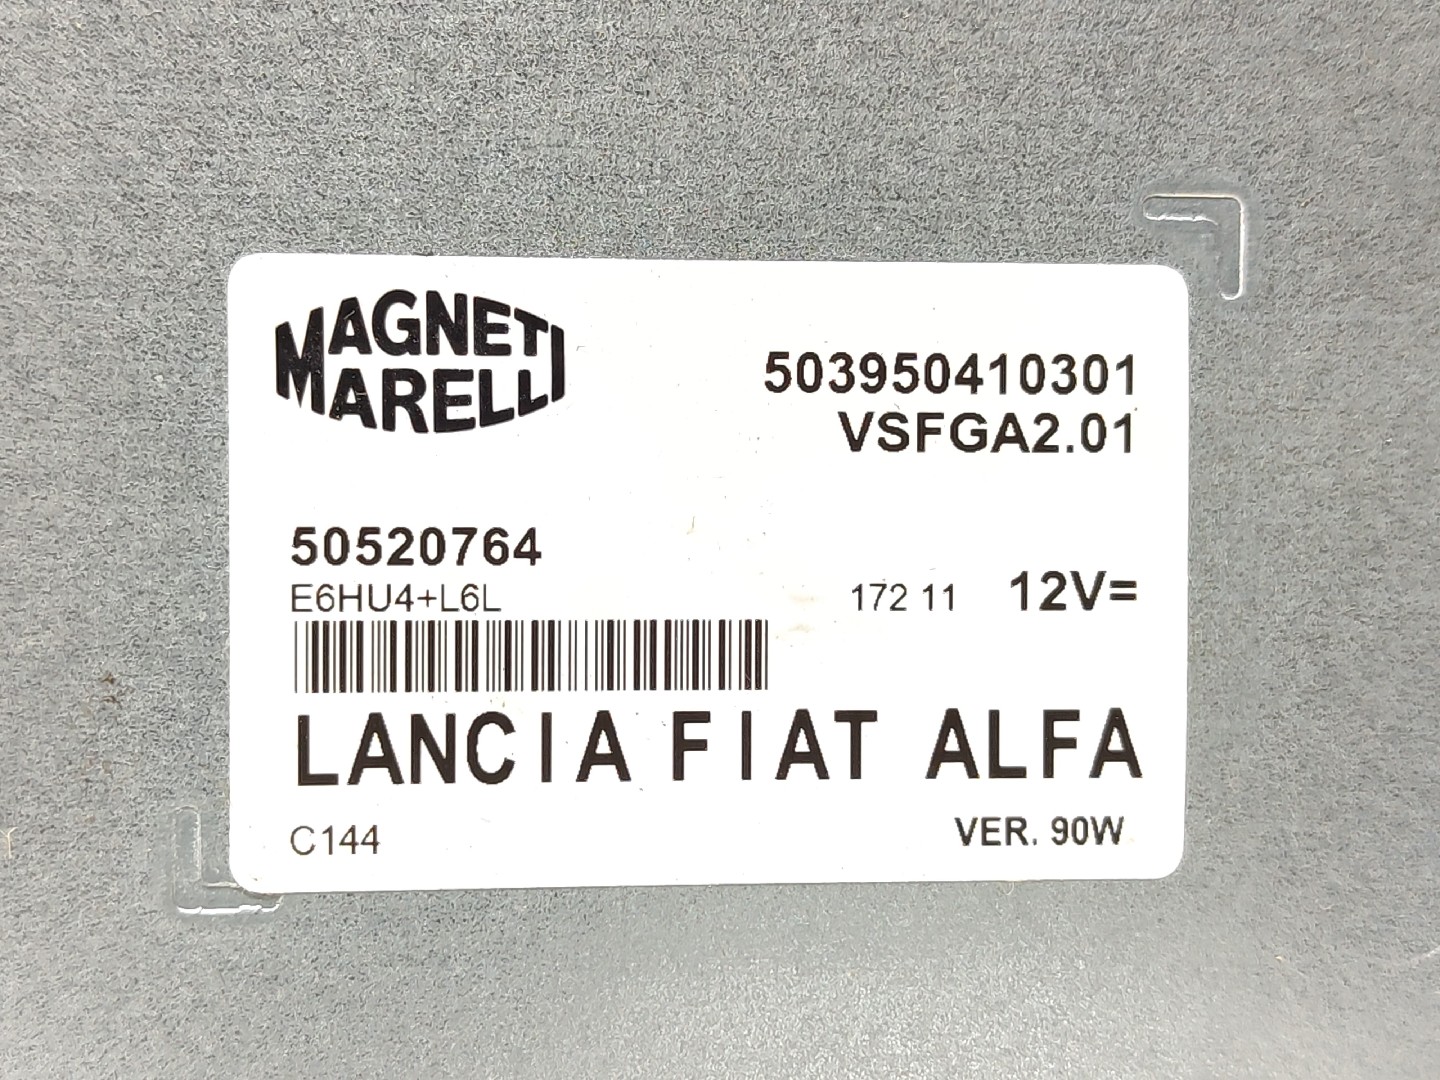 MAGNETI
MARELLI
503950410301
VSFGA2.01
50520764
E6HU4+L6L
172 11 12V=
LANCIA FIAT ALFA
C144
VER. 90W